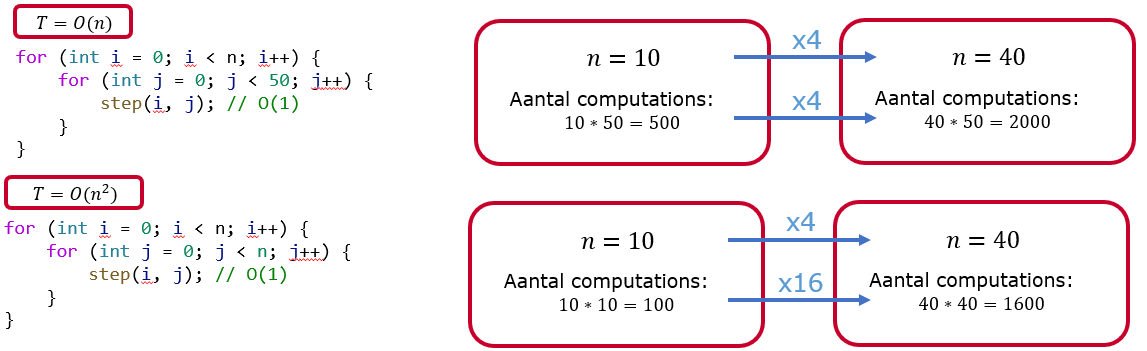 T = O(n)
for (int i = 0; i < n; i++) {
    for (int j = 0; j < 50; j++) {
        step(i, j); // O(1)
    }
}
n = 10
Aantal computations:
10 * 50 = 500
x4
x4
n = 40
Aantal computations:
40 * 50 = 2000
T = O(n²)
for (int i = 0; i < n; i++) {
    for (int j = 0; j < n; j++) {
        step(i, j); // O(1)
    }
}
n = 10
Aantal computations:
10 * 10 = 100
x4
x16
n = 40
Aantal computations:
40 * 40 = 1600